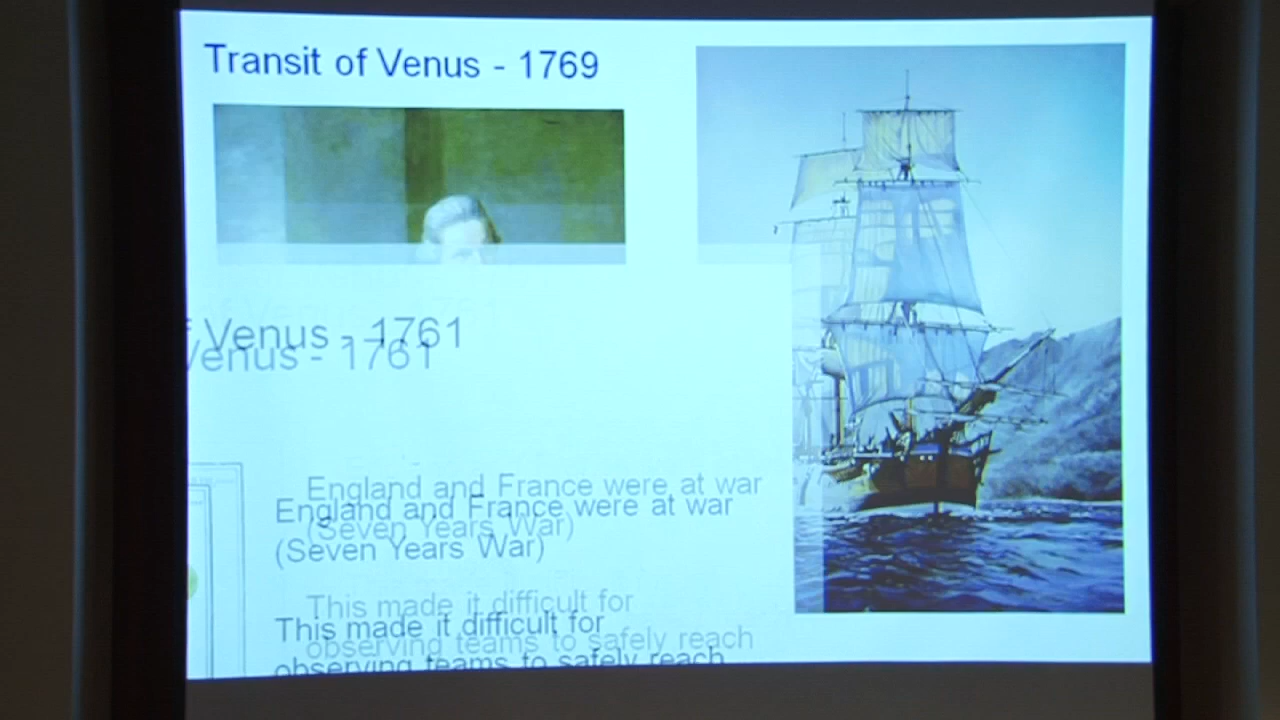 Transit of Venus - 1769
Venus - 1761
Venus - 1761
England and France were at war
England and France were at war
(Seven Years War)
(Seven Years War)
This made it difficult for
This made it difficult for
observing teams to safely reach
observing teams to safely reach